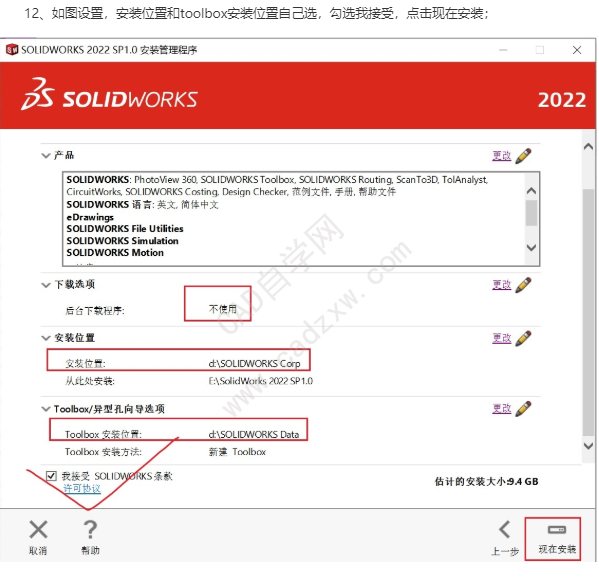 12、如图设置，安装位置和toolbox安装位置自己选，勾选我接受，点击现在安装；
SOLIDWORKS 2022 SP1.0 安装管理程序
SOLIDWORKS
2022
产品
更改
SOLIDWORKS: PhotoView 360, SOLIDWORKS Toolbox, SOLIDWORKS Routing, ScanTo3D, TolAnalyst,
CircuitWorks, SOLIDWORKS Costing, Design Checker, 范例文件, 手册, 帮助文件
SOLIDWORKS 语言: 英文, 简体中文
eDrawings
SOLIDWORKS File Utilities
SOLIDWORKS Simulation
SOLIDWORKS Motion
下载选项
更改
后台下载程序: 不使用
安装位置
更改
安装位置: d:\SOLIDWORKS Corp
从此处安装: E:\SolidWorks 2022 SP1.0
Toolbox/异型孔向导选项
更改
Toolbox 安装位置: d:\SOLIDWORKS Data
Toolbox 安装方法: 新建 Toolbox
我接受 SOLIDWORKS 条款
许可协议
估计的安装大小:9.4 GB
取消
?
帮助
上一步
现在安装
CAD自学网
www.cadzxw.com